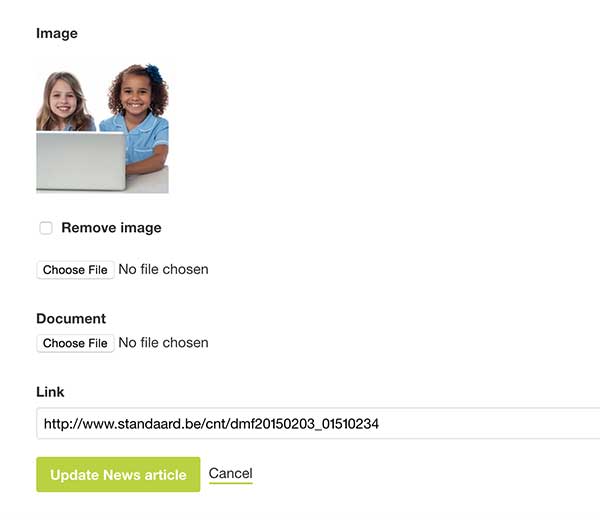 Image
Remove image
Choose File No file chosen
Document
Choose File No file chosen
Link
http://www.standaard.be/cnt/dmf20150203_01510234
Update News article Cancel